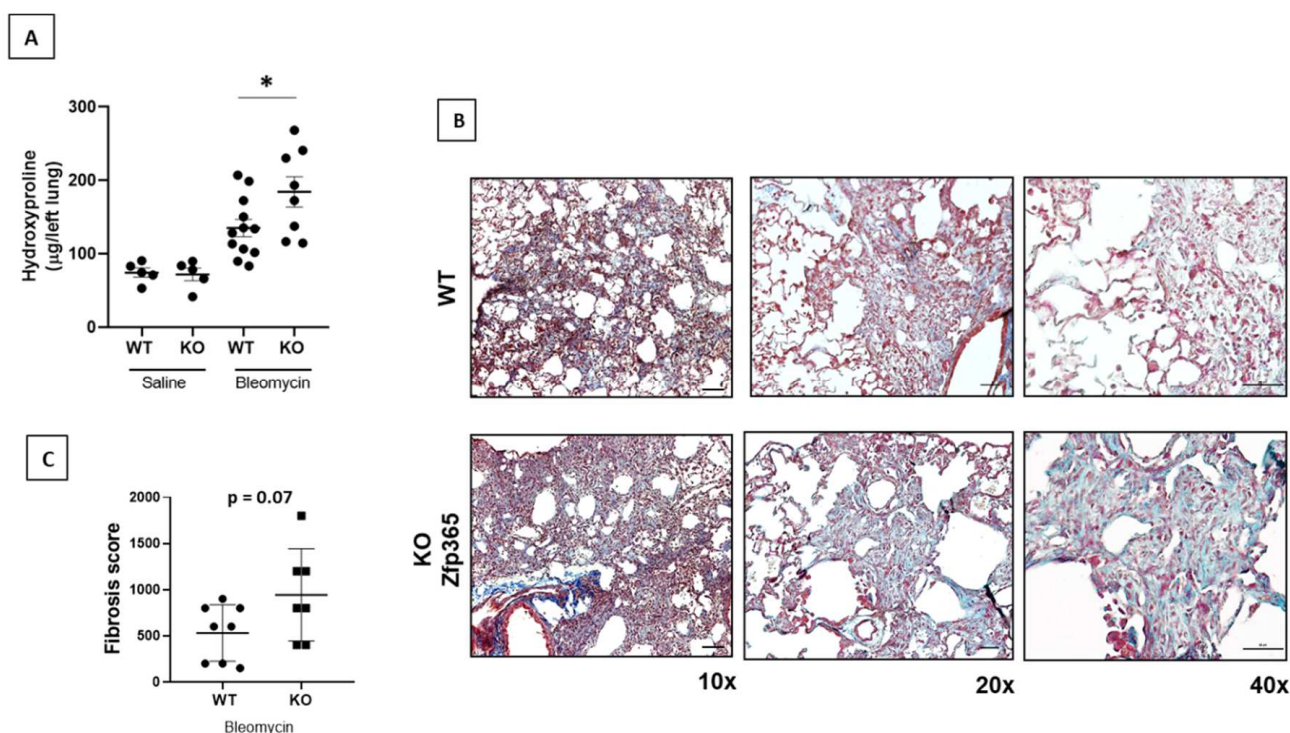 A
*
300
200
100
0
Hydroxyproline
(µg/left lung)
WT KO WT KO
Saline Bleomycin
B
WT
KO
Zfp365
10x 20x 40x
C
p = 0.07
2000
1500
1000
500
0
Fibrosis score
WT KO
Bleomycin